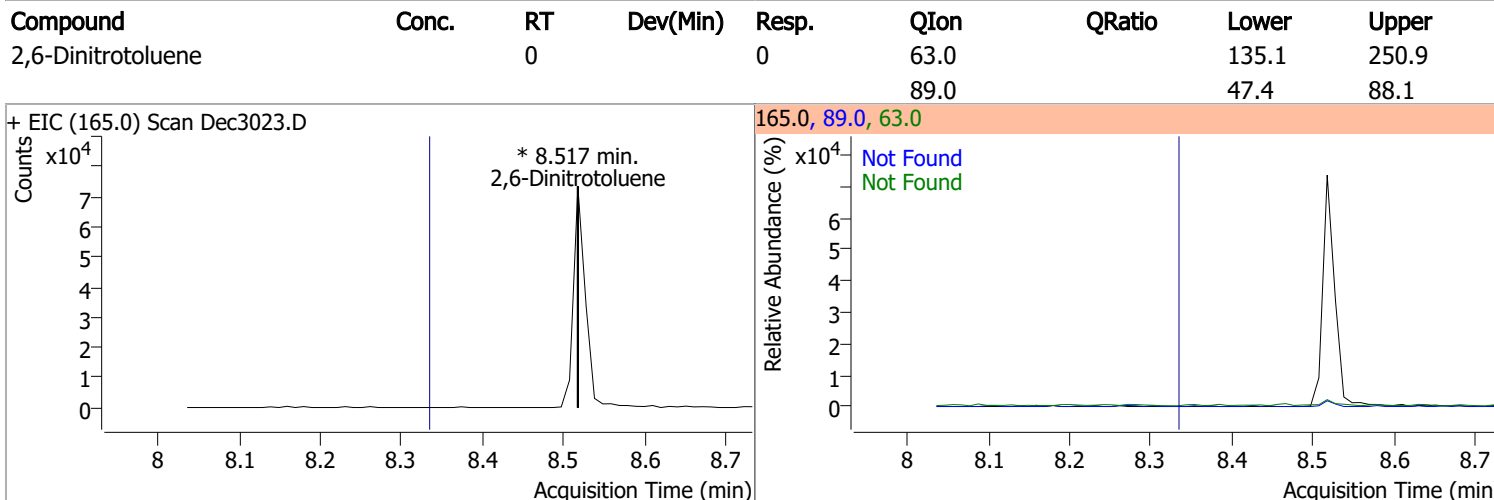 Compound Conc. RT Dev(Min) Resp. QIon QRatio Lower Upper
2,6-Dinitrotoluene 0 0 63.0 135.1 250.9
89.0 47.4 88.1
+ EIC (165.0) Scan Dec3023.D
Counts
x10⁴
7
6
5
4
3
2
1
0
* 8.517 min.
2,6-Dinitrotoluene
8 8.1 8.2 8.3 8.4 8.5 8.6 8.7
Acquisition Time (min)
165.0, 89.0, 63.0
Relative Abundance (%)
x10⁴
Not Found
Not Found
6
5
4
3
2
1
0
8 8.1 8.2 8.3 8.4 8.5 8.6 8.7
Acquisition Time (min